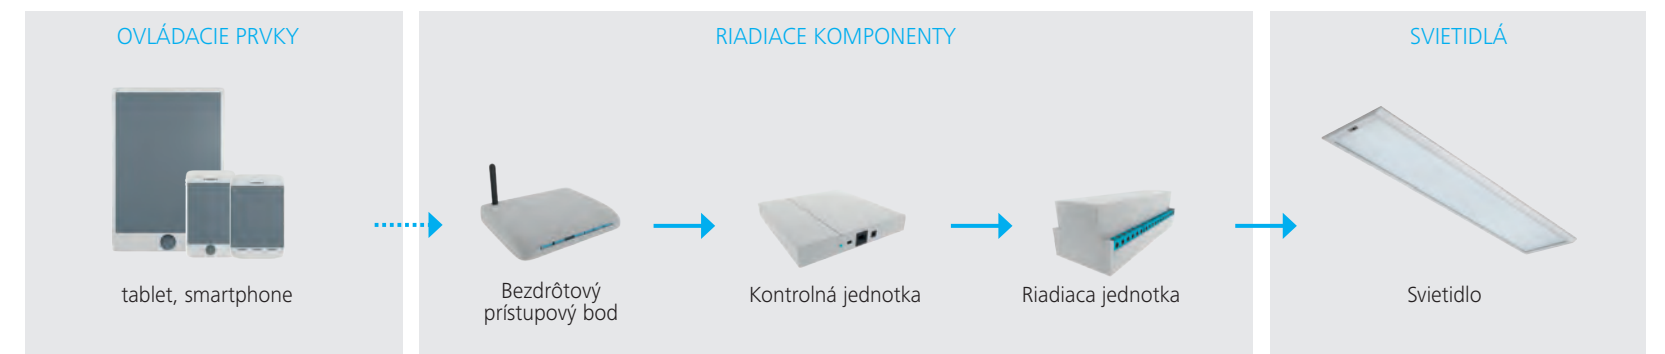 OVLÁDACIE PRVKY
RIADIACE KOMPONENTY
SVIETIDLÁ
tablet, smartphone
Bezdrôtový
prístupový bod
Kontrolná jednotka
Riadiaca jednotka
Svietidlo